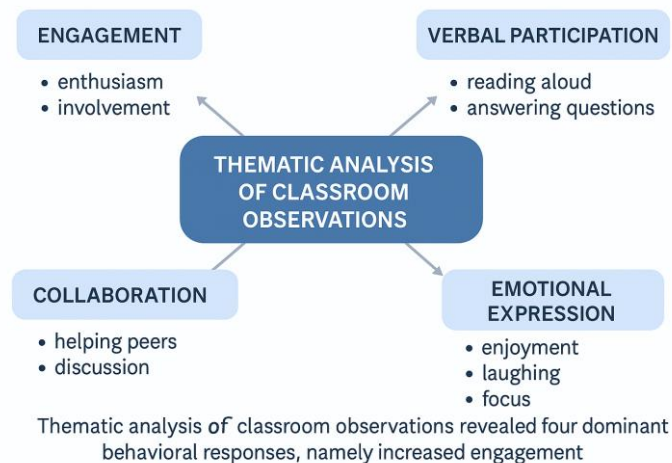 ENGAGEMENT
• enthusiasm
• involvement
VERBAL PARTICIPATION
• reading aloud
• answering questions
THEMATIC ANALYSIS
OF CLASSROOM
OBSERVATIONS
COLLABORATION
• helping peers
• discussion
EMOTIONAL
EXPRESSION
• enjoyment
• laughing
• focus
Thematic analysis of classroom observations revealed four dominant
behavioral responses, namely increased engagement